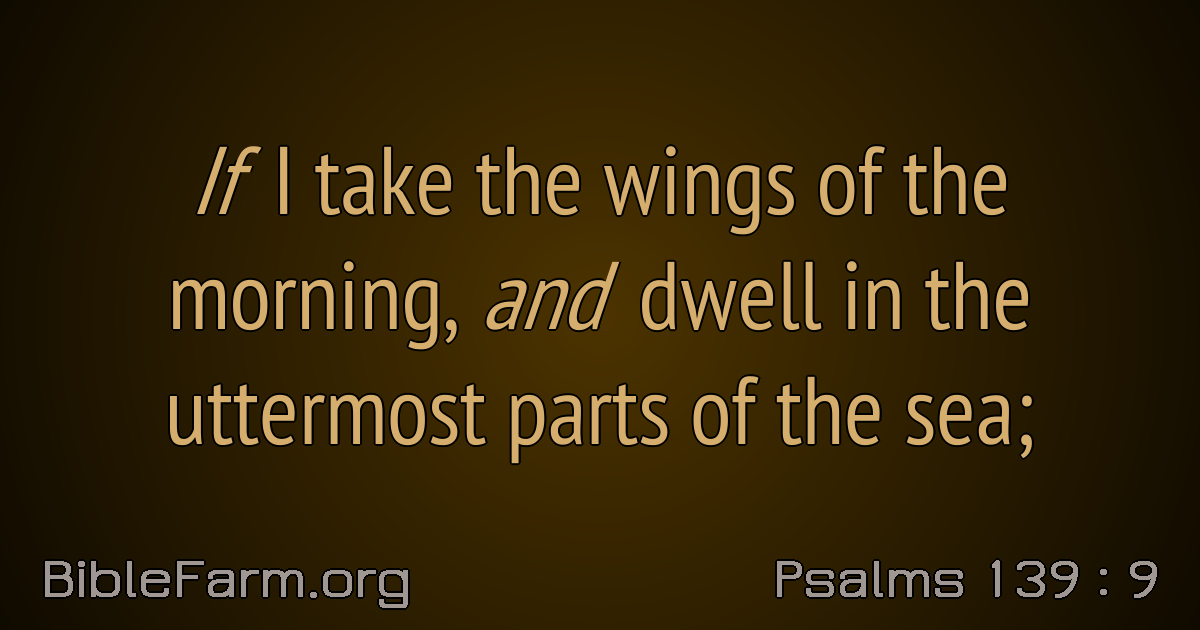 If I take the wings of the
morning, and dwell in the
uttermost parts of the sea;
BibleFarm.org
Psalms 139 : 9